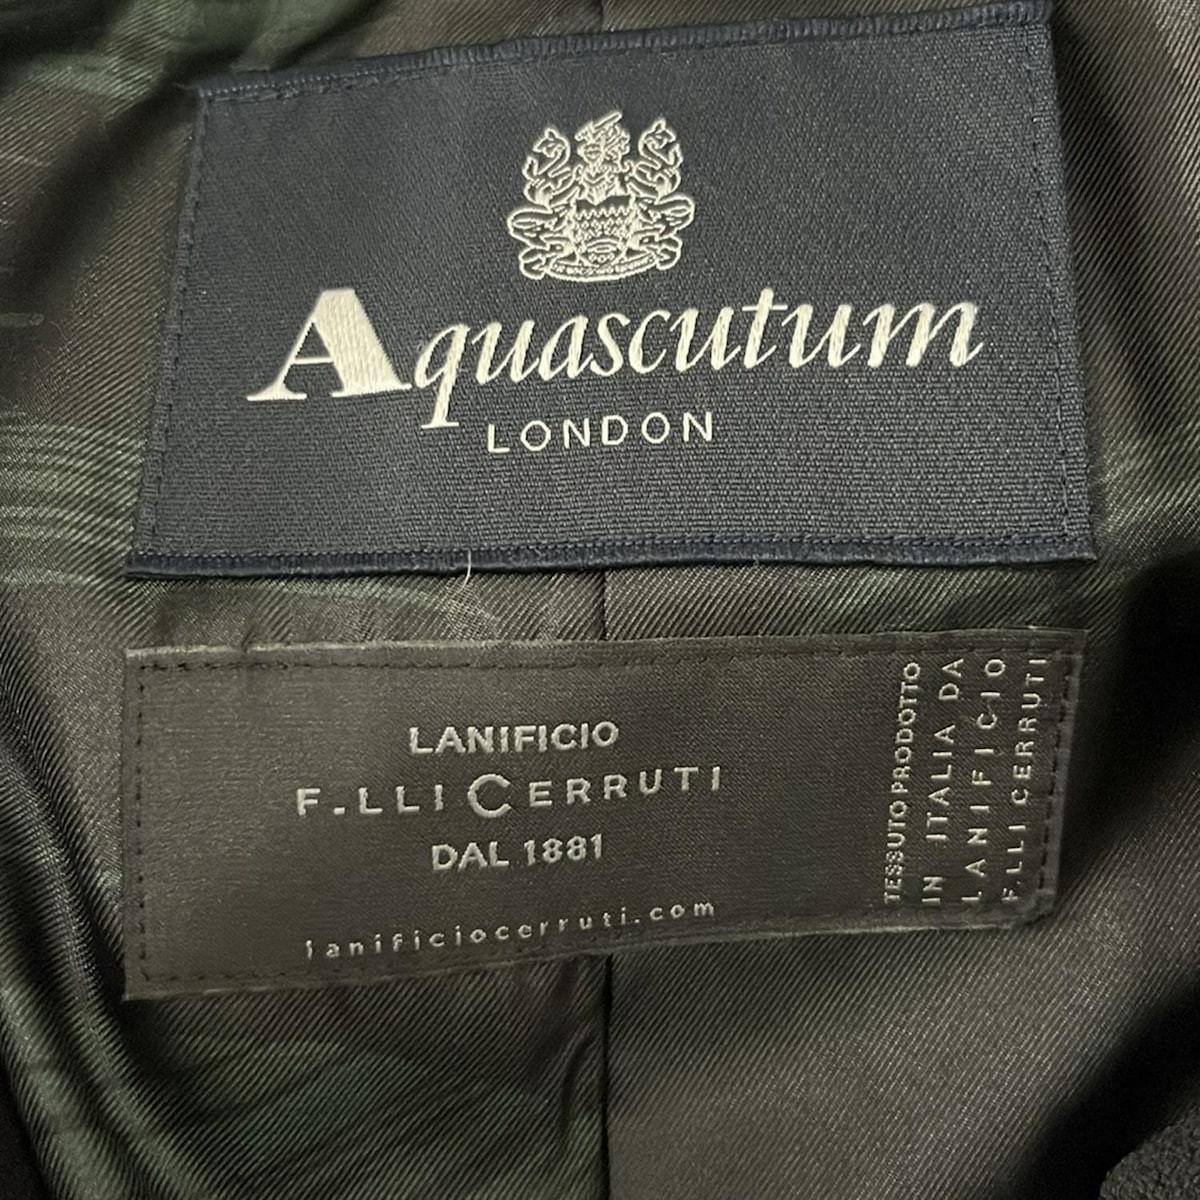 Aquascutum
LONDON
LANIFICIO
F.LLI CERRUTI
DAL 1881
lanificiocerruti.com
TESSUTO PRODOTTO
IN ITALIA DA
LANIFICIO
F.LLI CERRUTI